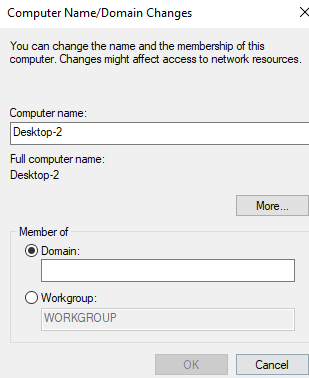 Computer Name/Domain Changes
You can change the name and the membership of this
computer. Changes might affect access to network resources.
Computer name:
Desktop-2
Full computer name:
Desktop-2
More...
Member of
Domain:
Workgroup:
WORKGROUP
OK Cancel